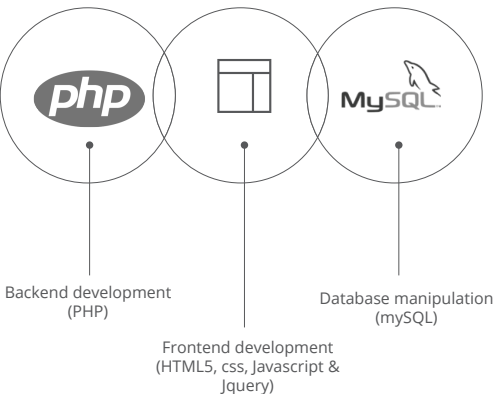 php
MySQL
Backend development
(PHP)
Database manipulation
(mySQL)
Frontend development
(HTML5, css, Javascript &
Jquery)